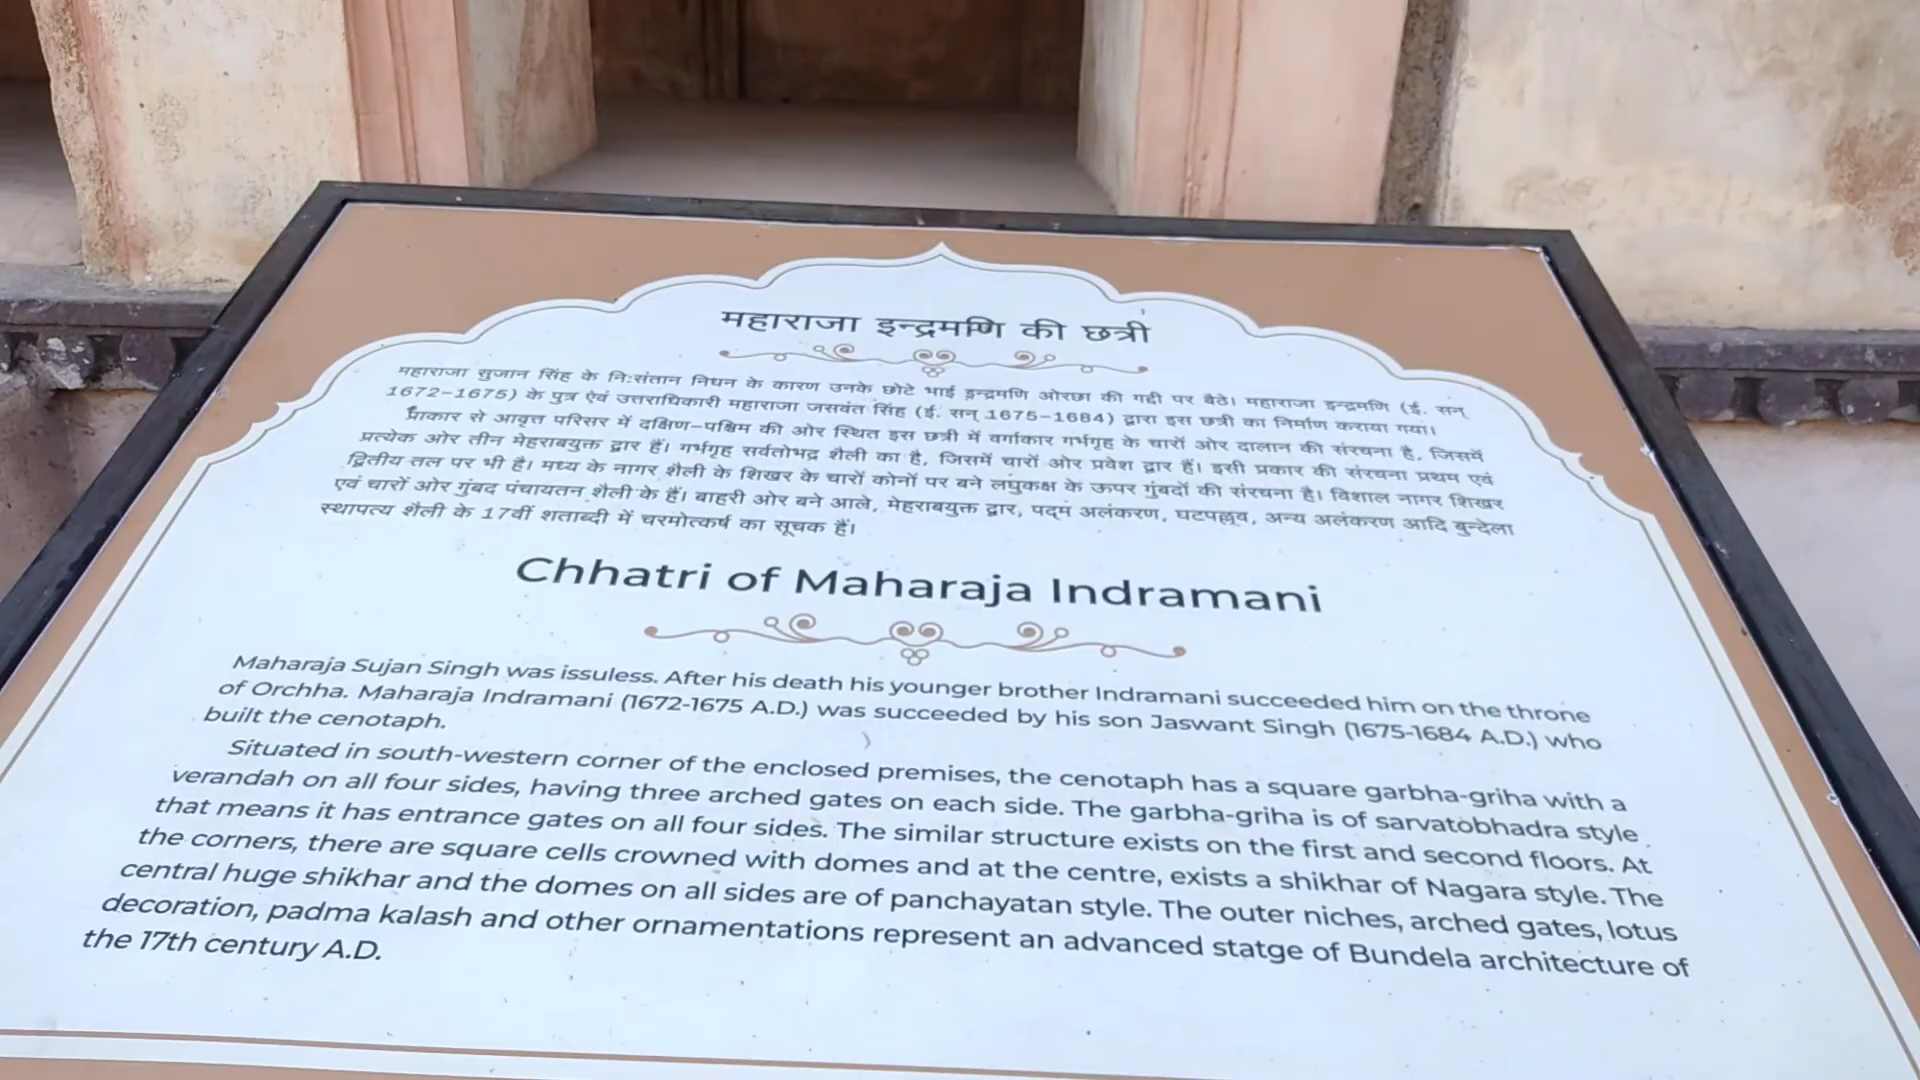 महाराजा इन्द्रमणि की छत्री
महाराजा सुजान सिंह के नि:संतान निधन के कारण उनके छोटे भाई इन्द्रमणि ओरछा की गद्दी पर बैठे। महाराजा इन्द्रमणि (ई. सन्
1672-1675) के पुत्र ऐवं उत्तराधिकारी महाराजा जसवंत सिंह (ई. सन् 1675-1684) द्वारा इस छत्री का निर्माण कराया गया।
प्राकार से आवृत्त परिसर में दक्षिण-पश्चिम की ओर स्थित इस छत्री में वर्गाकार गर्भगृह के चारों ओर दालान की संरचना है, जिसमें
प्रत्येक ओर तीन मेहराबयुक्त द्वार हैं। गर्भगृह सर्वतोभद्र शैली का है, जिसमें चारों ओर प्रवेश द्वार हैं। इसी प्रकार की संरचना प्रथम एवं
द्वितीय तल पर भी है। मध्य के नागर शैली के शिखर के चारों कोनों पर बने लघुकक्ष के ऊपर गुंबदों की संरचना है। विशाल नागर शिखर
एवं चारों ओर गुंबद पंचायतन शैली के हैं। बाहरी ओर बने आले, मेहराबयुक्त द्वार, पद्म अलंकरण, घटपल्लव, अन्य अलंकरण आदि बुन्देला
स्थापत्य शैली के 17वीं शताब्दी में चरमोत्कर्ष का सूचक हैं।
Chhatri of Maharaja Indramani
Maharaja Sujan Singh was issuless. After his death his younger brother Indramani succeeded him on the throne
of Orchha. Maharaja Indramani (1672-1675 A.D.) was succeeded by his son Jaswant Singh (1675-1684 A.D.) who
built the cenotaph.
Situated in south-western corner of the enclosed premises, the cenotaph has a square garbha-griha with a
verandah on all four sides, having three arched gates on each side. The garbha-griha is of sarvatobhadra style
that means it has entrance gates on all four sides. The similar structure exists on the first and second floors. At
the corners, there are square cells crowned with domes and at the centre, exists a shikhar of Nagara style. The
central huge shikhar and the domes on all sides are of panchayatan style. The outer niches, arched gates, lotus
decoration, padma kalash and other ornamentations represent an advanced statge of Bundela architecture of
the 17th century A.D.